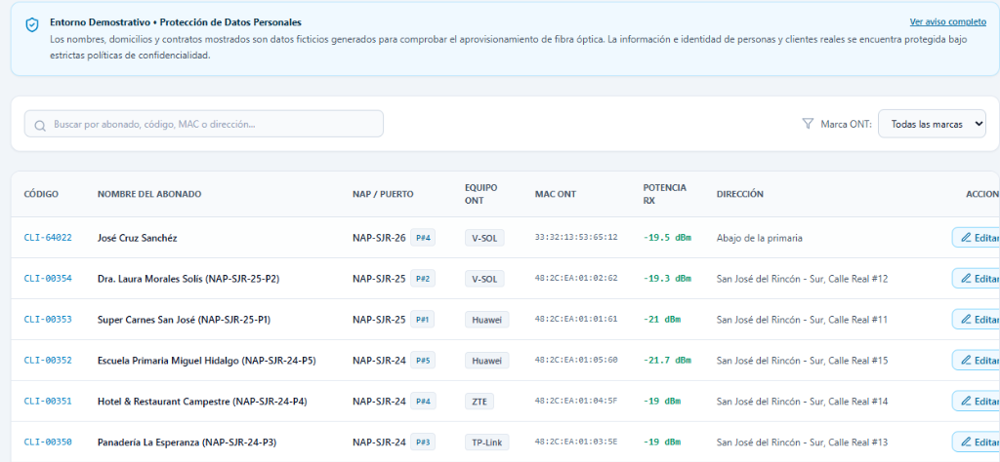 Entorno Demostrativo • Protección de Datos Personales
Ver aviso completo
Los nombres, domicilios y contratos mostrados son datos ficticios generados para comprobar el aprovisionamiento de fibra óptica. La información e identidad de personas y clientes reales se encuentra protegida bajo
estrictas políticas de confidencialidad.
Buscar por abonado, código, MAC o dirección...
Marca ONT: Todas las marcas
CÓDIGO NOMBRE DEL ABONADO NAP / PUERTO EQUIPO ONT MAC ONT POTENCIA RX DIRECCIÓN ACCION
CLI-64022 José Cruz Sanchéz NAP-SJR-26 P#4 V-SOL 33:32:13:53:65:12 -19.5 dBm Abajo de la primaria Editar
CLI-00354 Dra. Laura Morales Solís (NAP-SJR-25-P2) NAP-SJR-25 P#2 V-SOL 48:2C:EA:01:02:62 -19.3 dBm San José del Rincón - Sur, Calle Real #12 Editar
CLI-00353 Super Carnes San José (NAP-SJR-25-P1) NAP-SJR-25 P#1 Huawei 48:2C:EA:01:01:61 -21 dBm San José del Rincón - Sur, Calle Real #11 Editar
CLI-00352 Escuela Primaria Miguel Hidalgo (NAP-SJR-24-P5) NAP-SJR-24 P#5 Huawei 48:2C:EA:01:05:60 -21.7 dBm San José del Rincón - Sur, Calle Real #15 Editar
CLI-00351 Hotel & Restaurant Campestre (NAP-SJR-24-P4) NAP-SJR-24 P#4 ZTE 48:2C:EA:01:04:5F -19 dBm San José del Rincón - Sur, Calle Real #14 Editar
CLI-00350 Panadería La Esperanza (NAP-SJR-24-P3) NAP-SJR-24 P#3 TP-Link 48:2C:EA:01:03:5E -19 dBm San José del Rincón - Sur, Calle Real #13 Editar